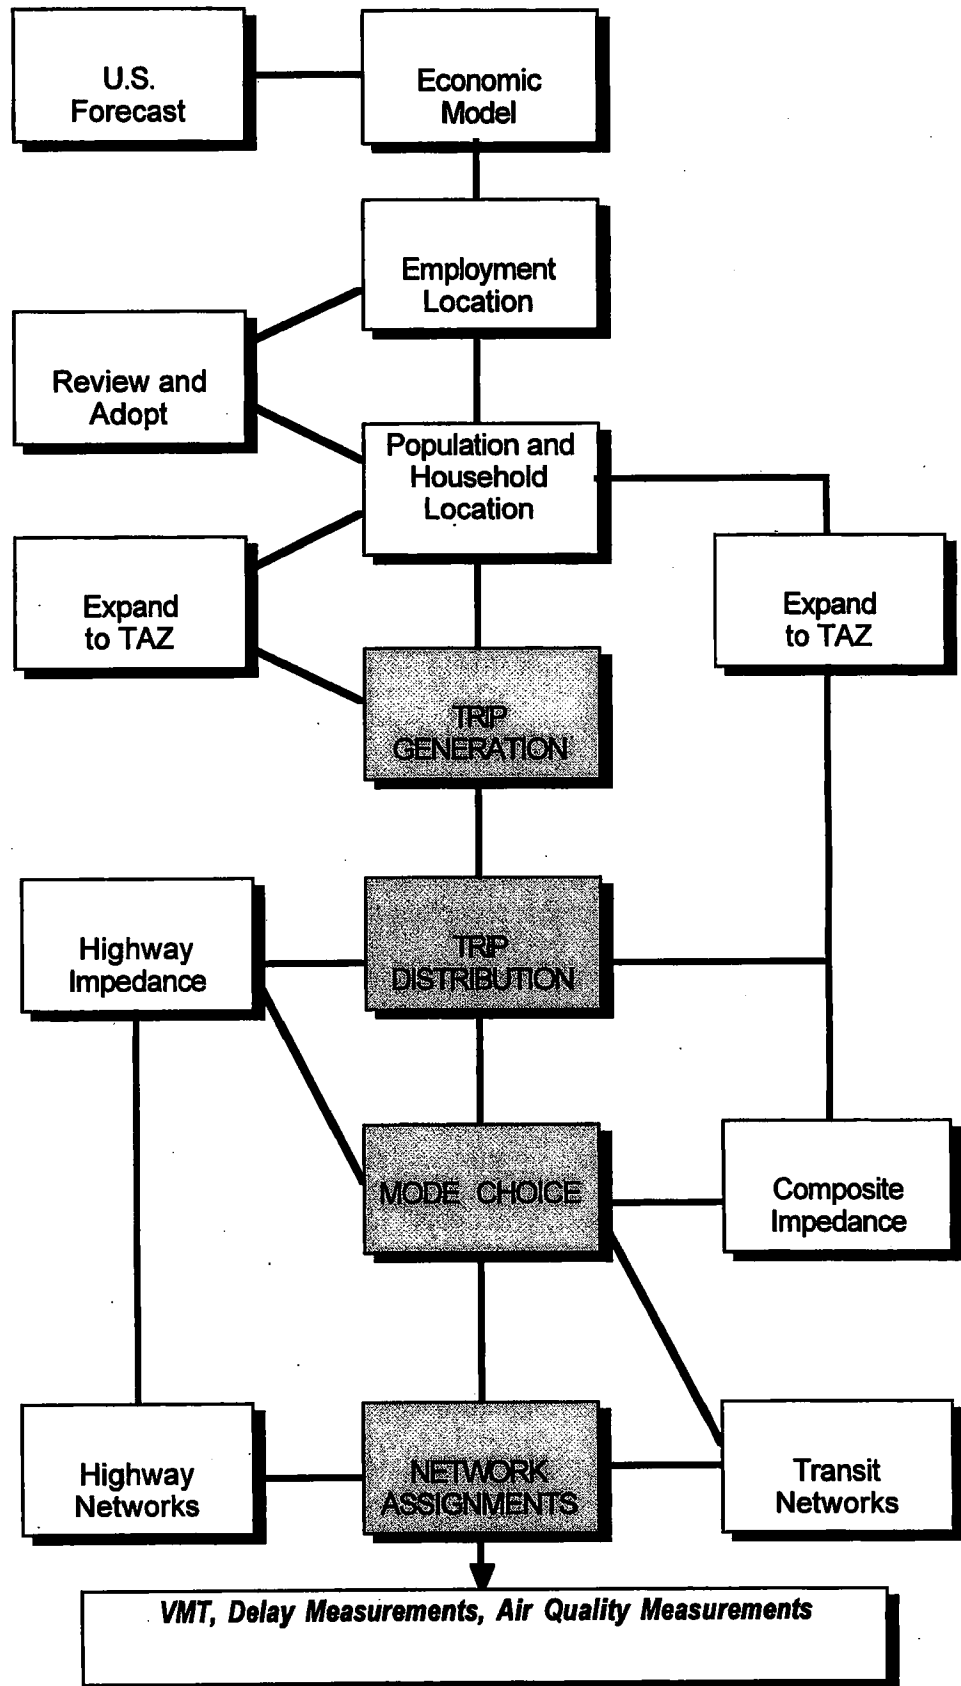 U.S.
Forecast
Economic
Model
Employment
Location
Review and
Adopt
Population and
Household
Location
Expand
to TAZ
Expand
to TAZ
TRIP
GENERATION
Highway
Impedance
TRIP
DISTRIBUTION
MODE CHOICE
Composite
Impedance
Highway
Networks
NETWORK
ASSIGNMENTS
Transit
Networks
VMT, Delay Measurements, Air Quality Measurements